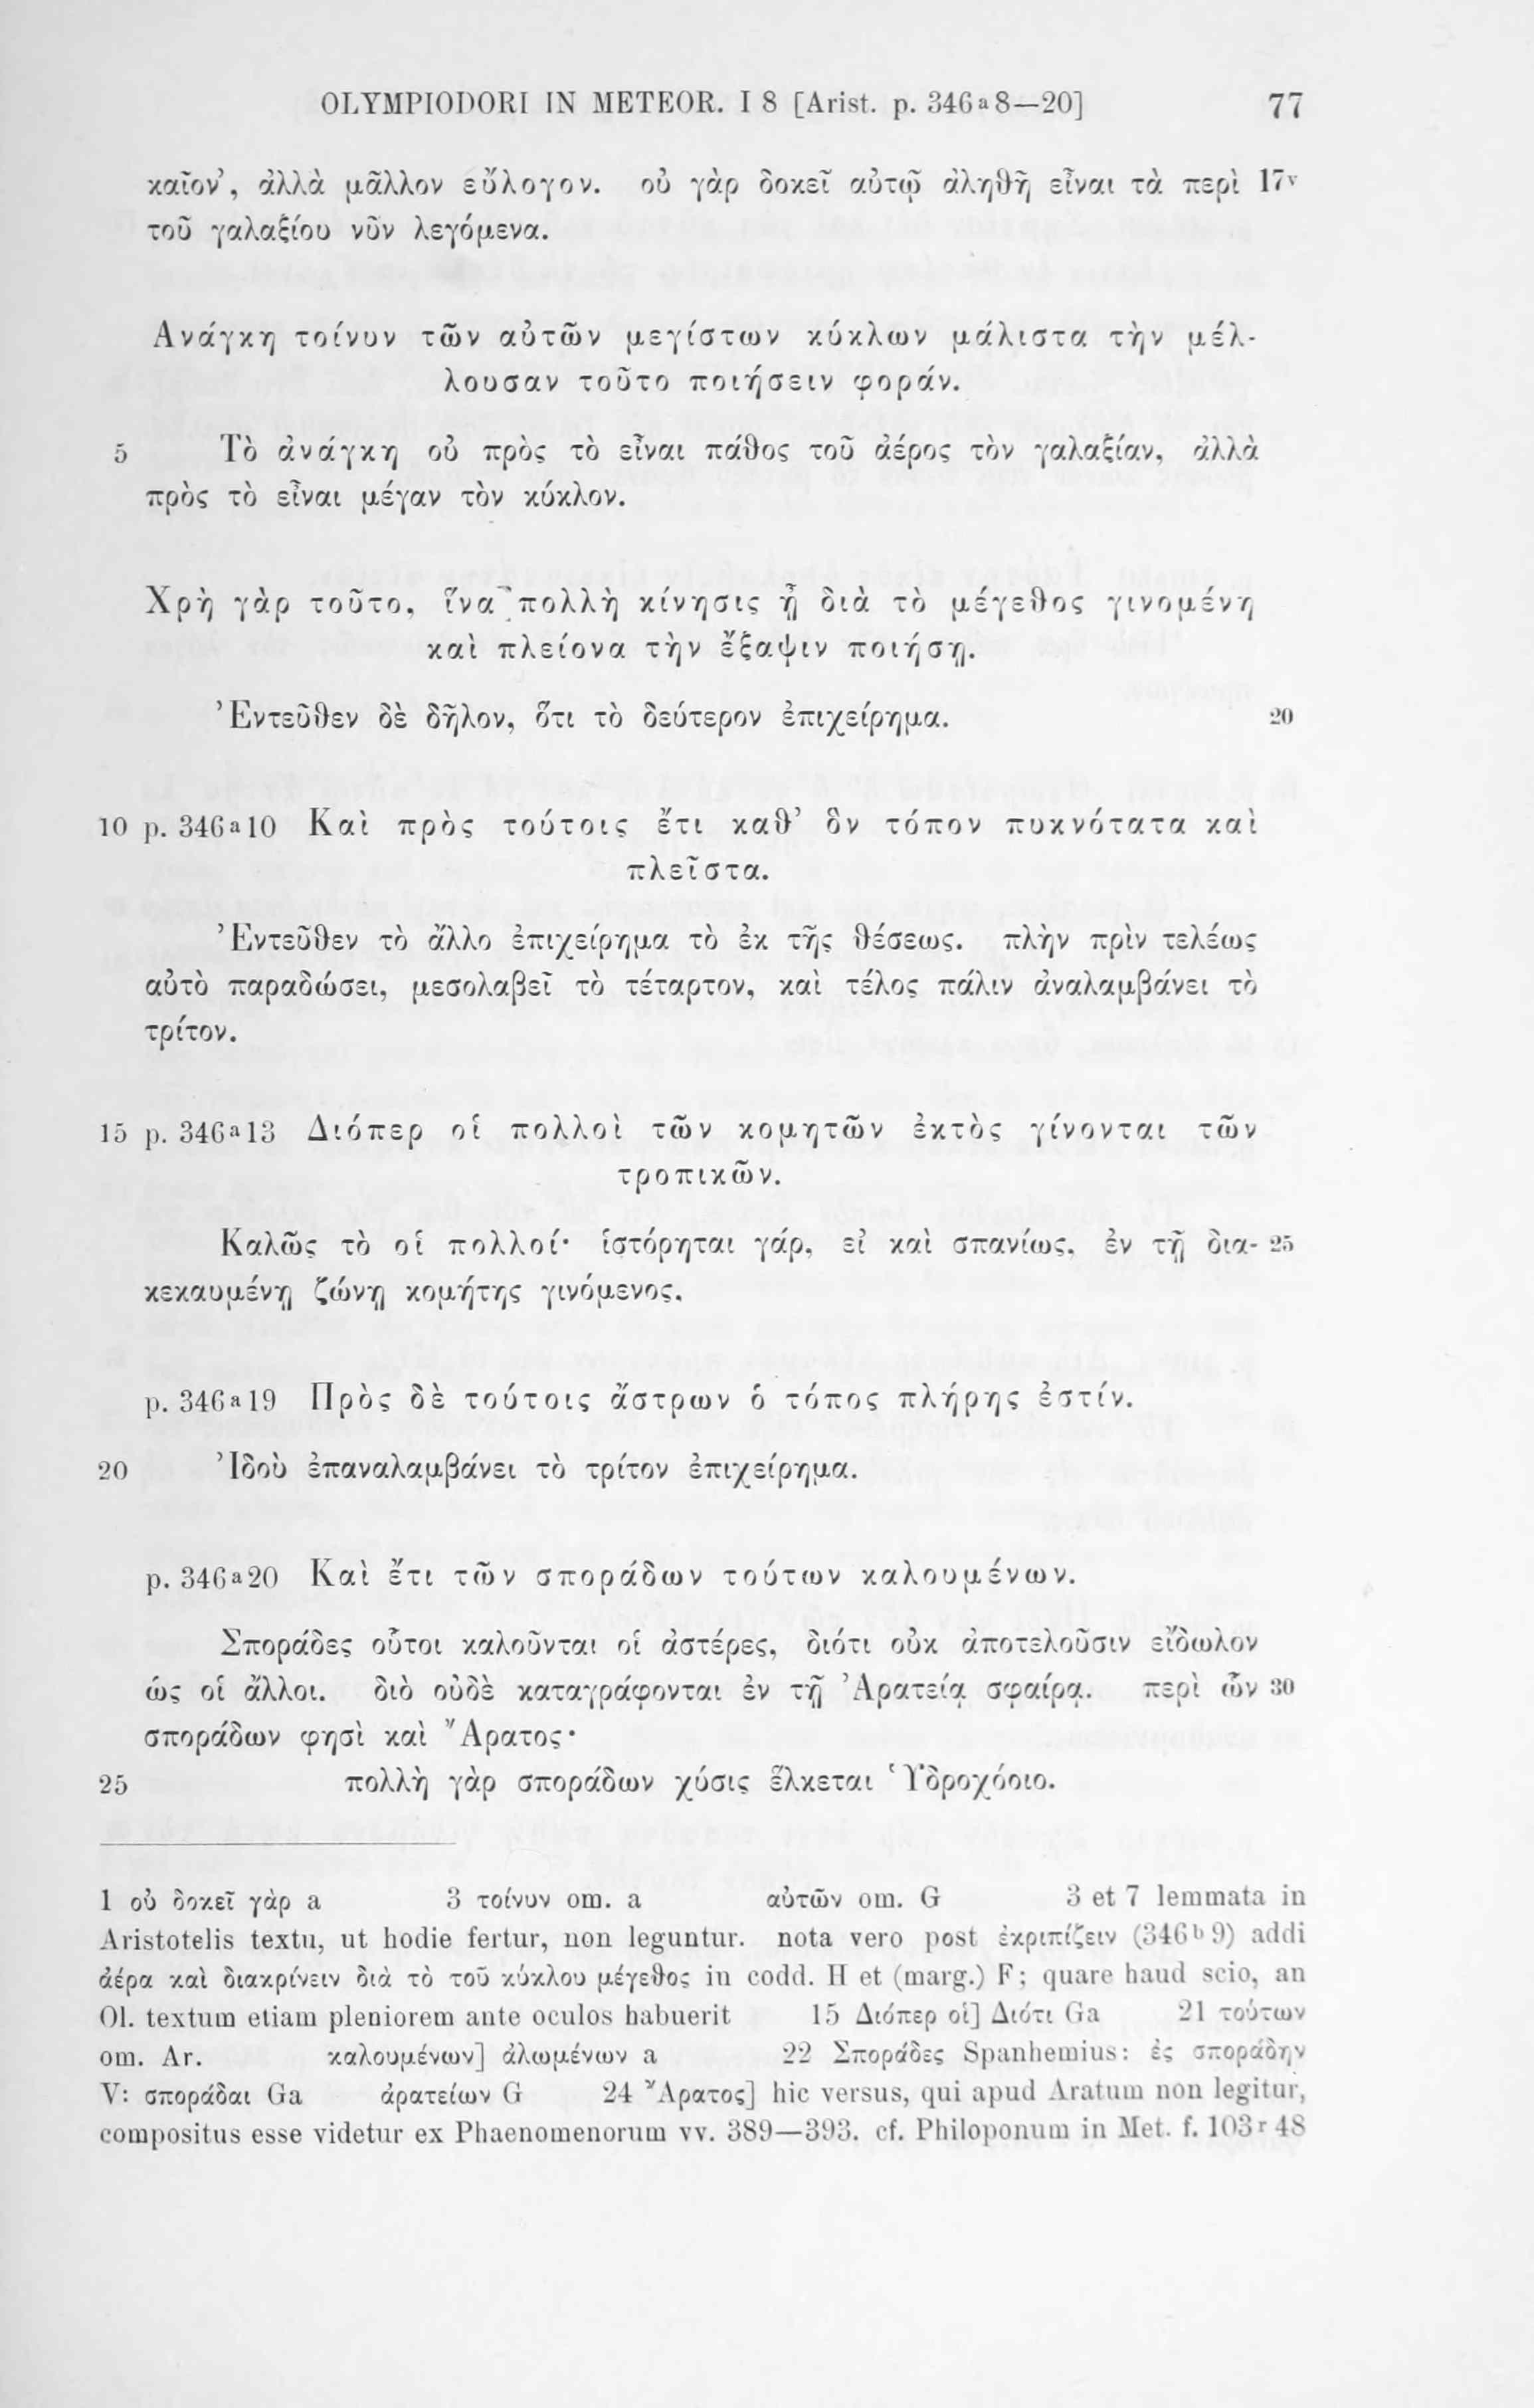 OLYMPIODORI IN METEOR. I 8 [Arist. p. 346ᵃ8—20] 77
καῖον’, ἀλλὰ μᾶλλον εὔλογον. οὐ γὰρ δοκεῖ αὐτῷ ἀληθῆ εἶναι τὰ περὶ 17ᵛ
τοῦ γαλαξίου νῦν λεγόμενα.
Ανάγκη τοίνυν τῶν αὐτῶν μεγίστων κύκλων μάλιστα τὴν μέλ-
λουσαν τοῦτο ποιήσειν φοράν.
5 Τὸ ἀνάγκη οὐ πρὸς τὸ εἶναι πάθος τοῦ ἀέρος τὸν γαλαξίαν, ἀλλὰ
πρὸς τὸ εἶναι μέγαν τὸν κύκλον.
Χρὴ γὰρ τοῦτο, ἵνα πολλὴ κίνησις ᾖ διὰ τὸ μέγεθος γινομένη
καὶ πλείονα τὴν ἔξαψιν ποιήσῃ.
Ἐντεῦθεν δὲ δῆλον, ὅτι τὸ δεύτερον ἐπιχείρημα. 20
10 p. 346ᵃ10 Καὶ πρὸς τούτοις ἔτι καθ’ ὃν τόπον πυκνότατα καὶ
πλεῖστα.
Ἐντεῦθεν τὸ ἄλλο ἐπιχείρημα τὸ ἐκ τῆς θέσεως. πλὴν πρὶν τελέως
αὐτὸ παραδώσει, μεσολαβεῖ τὸ τέταρτον, καὶ τέλος πάλιν ἀναλαμβάνει τὸ
τρίτον.
15 p. 346ᵃ13 Διόπερ οἱ πολλοὶ τῶν κομητῶν ἐκτὸς γίνονται τῶν
τροπικῶν.
Καλῶς τὸ οἱ πολλοί· ἱστόρηται γάρ, εἰ καὶ σπανίως, ἐν τῇ δια- 25
κεκαυμένῃ ζώνῃ κομήτης γινόμενος.
p. 346ᵃ19 Πρὸς δὲ τούτοις ἄστρων ὁ τόπος πλήρης ἐστίν.
20 Ἰδοὺ ἐπαναλαμβάνει τὸ τρίτον ἐπιχείρημα.
p. 346ᵃ20 Καὶ ἔτι τῶν σποράδων τούτων καλουμένων.
Σποράδες οὗτοι καλοῦνται οἱ ἀστέρες, διότι οὐκ ἀποτελοῦσιν εἴδωλον
ὡς οἱ ἄλλοι. διὸ οὐδὲ καταγράφονται ἐν τῇ Ἀρατείᾳ σφαίρᾳ. περὶ ὧν 30
σποράδων φησὶ καὶ Ἄρατος·
25 πολλὴ γὰρ σποράδων χύσις ἕλκεται Ὑδροχόοιο.
1 οὐ δοκεῖ γὰρ a 3 τοίνυν om. a αὐτῶν om. G 3 et 7 lemmata in
Aristotelis textu, ut hodie fertur, non leguntur. nota vero post ἐκριπίζειν (346ᵇ9) addi
ἀέρα καὶ διακρίνειν διὰ τὸ τοῦ κύκλου μέγεθος in codd. H et (marg.) F; quare haud scio, an
Ol. textum etiam pleniorem ante oculos habuerit 15 Διόπερ οἱ] Διότι Ga 21 τούτων
om. Ar. καλουμένων] ἀλωμένων a 22 Σποράδες Spanhemius: ἐς σποράδην
V: σποράδαι Ga ἀρατείων G 24 Ἄρατος] hic versus, qui apud Aratum non legitur,
compositus esse videtur ex Phaenomenorum vv. 389—393. cf. Philoponum in Met. f. 103ʳ48